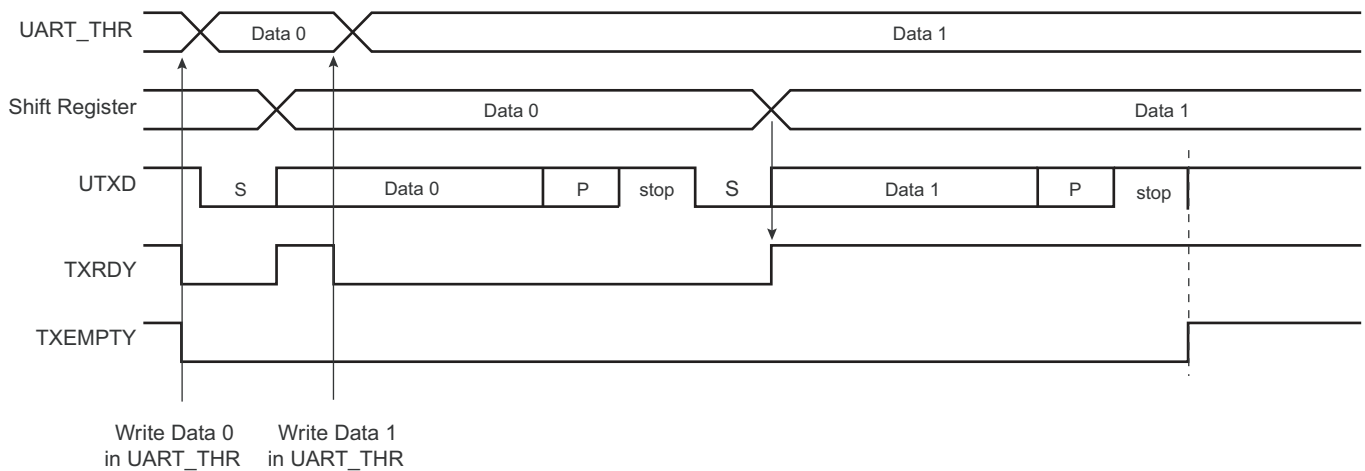 UART_THR
Data 0
Data 1
Shift Register
Data 0
Data 1
UTXD
S
Data 0
P
stop
S
Data 1
P
stop
TXRDY
TXEMPTY
Write Data 0
in UART_THR
Write Data 1
in UART_THR